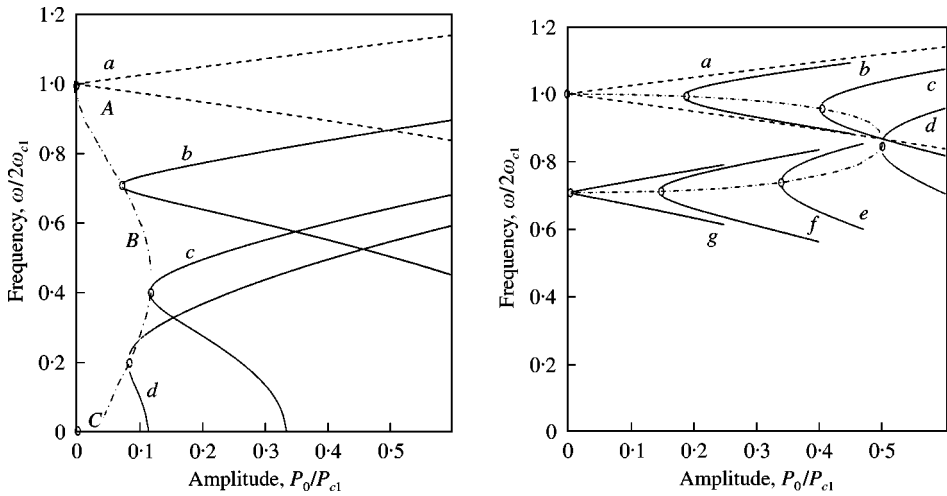 1·2
1·0
0·8
0·6
0·4
0·2
0
Frequency, ω/2ω_c1
a
A
b
B
c
C
d
0 0·1 0·2 0·3 0·4 0·5
Amplitude, P_0/P_c1
1·2
1·0
0·8
0·6
0·4
0·2
0
Frequency, ω/2ω_c1
a
b
c
d
e
f
g
0 0·1 0·2 0·3 0·4 0·5
Amplitude, P_0/P_c1